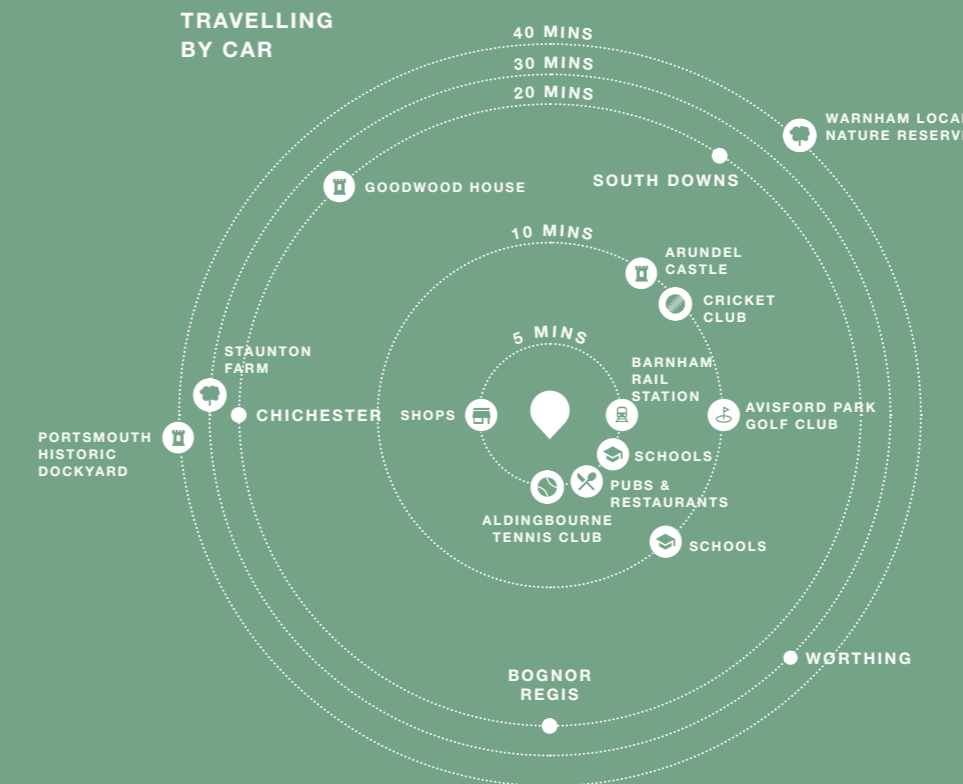 TRAVELLING
BY CAR
40 MINS
30 MINS
20 MINS
WARNHAM LOCAL
NATURE RESERVE
SOUTH DOWNS
GOODWOOD HOUSE
10 MINS
ARUNDEL
CASTLE
CRICKET
CLUB
5 MINS
STAUNTON
FARM
BARNHAM
RAIL
STATION
CHICHESTER
SHOPS
AVISFORD PARK
GOLF CLUB
PORTSMOUTH
HISTORIC
DOCKYARD
SCHOOLS
PUBS &
RESTAURANTS
ALDINGBOURNE
TENNIS CLUB
SCHOOLS
WORTHING
BOGNOR
REGIS